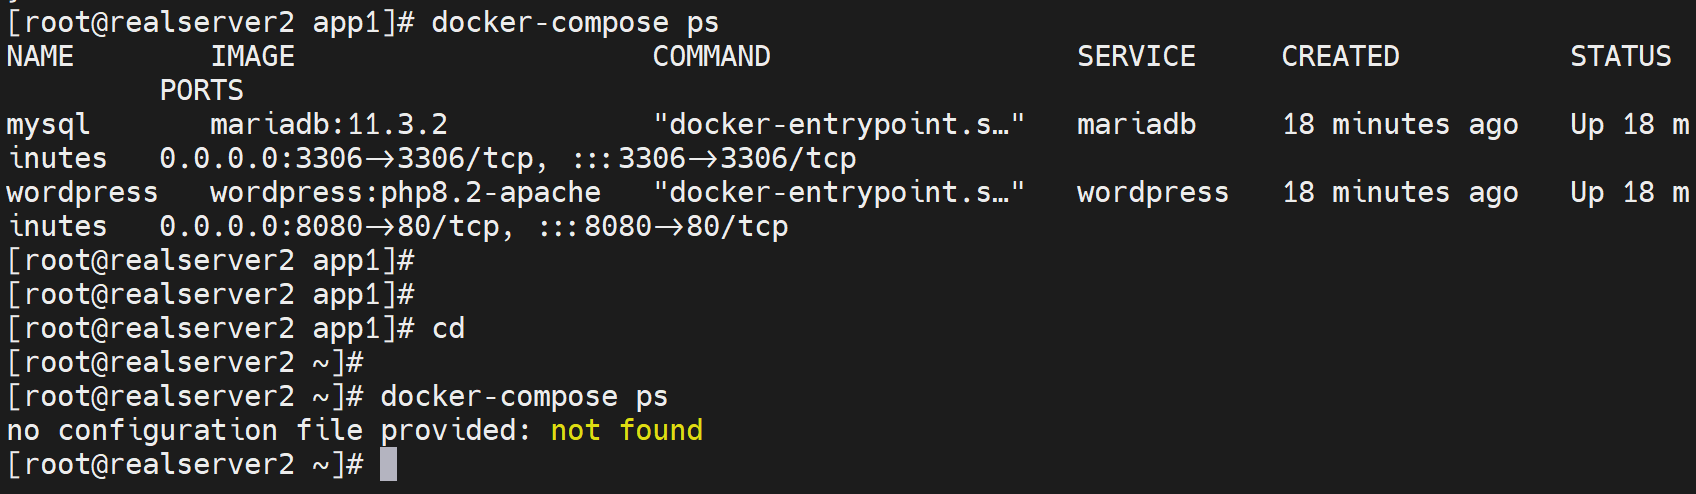 [root@realserver2 app1]# docker-compose ps
NAME        IMAGE                     COMMAND                  SERVICE     CREATED          STATUS
         PORTS
mysql       mariadb:11.3.2            "docker-entrypoint.s…"   mariadb     18 minutes ago   Up 18 m
inutes   0.0.0.0:3306->3306/tcp, :::3306->3306/tcp
wordpress   wordpress:php8.2-apache   "docker-entrypoint.s…"   wordpress   18 minutes ago   Up 18 m
inutes   0.0.0.0:8080->80/tcp, :::8080->80/tcp
[root@realserver2 app1]#
[root@realserver2 app1]#
[root@realserver2 app1]# cd
[root@realserver2 ~]#
[root@realserver2 ~]# docker-compose ps
no configuration file provided: not found
[root@realserver2 ~]#